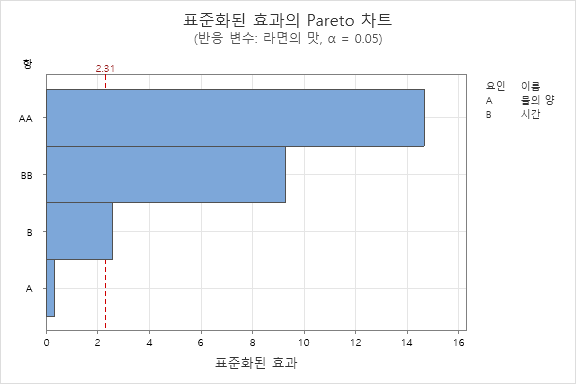 표준화된 효과의 Pareto 차트
(반응 변수: 라면의 맛, α = 0.05)
항
2.31
요인 이름
A 물의 양
B 시간
AA
BB
B
A
0 2 4 6 8 10 12 14 16
표준화된 효과